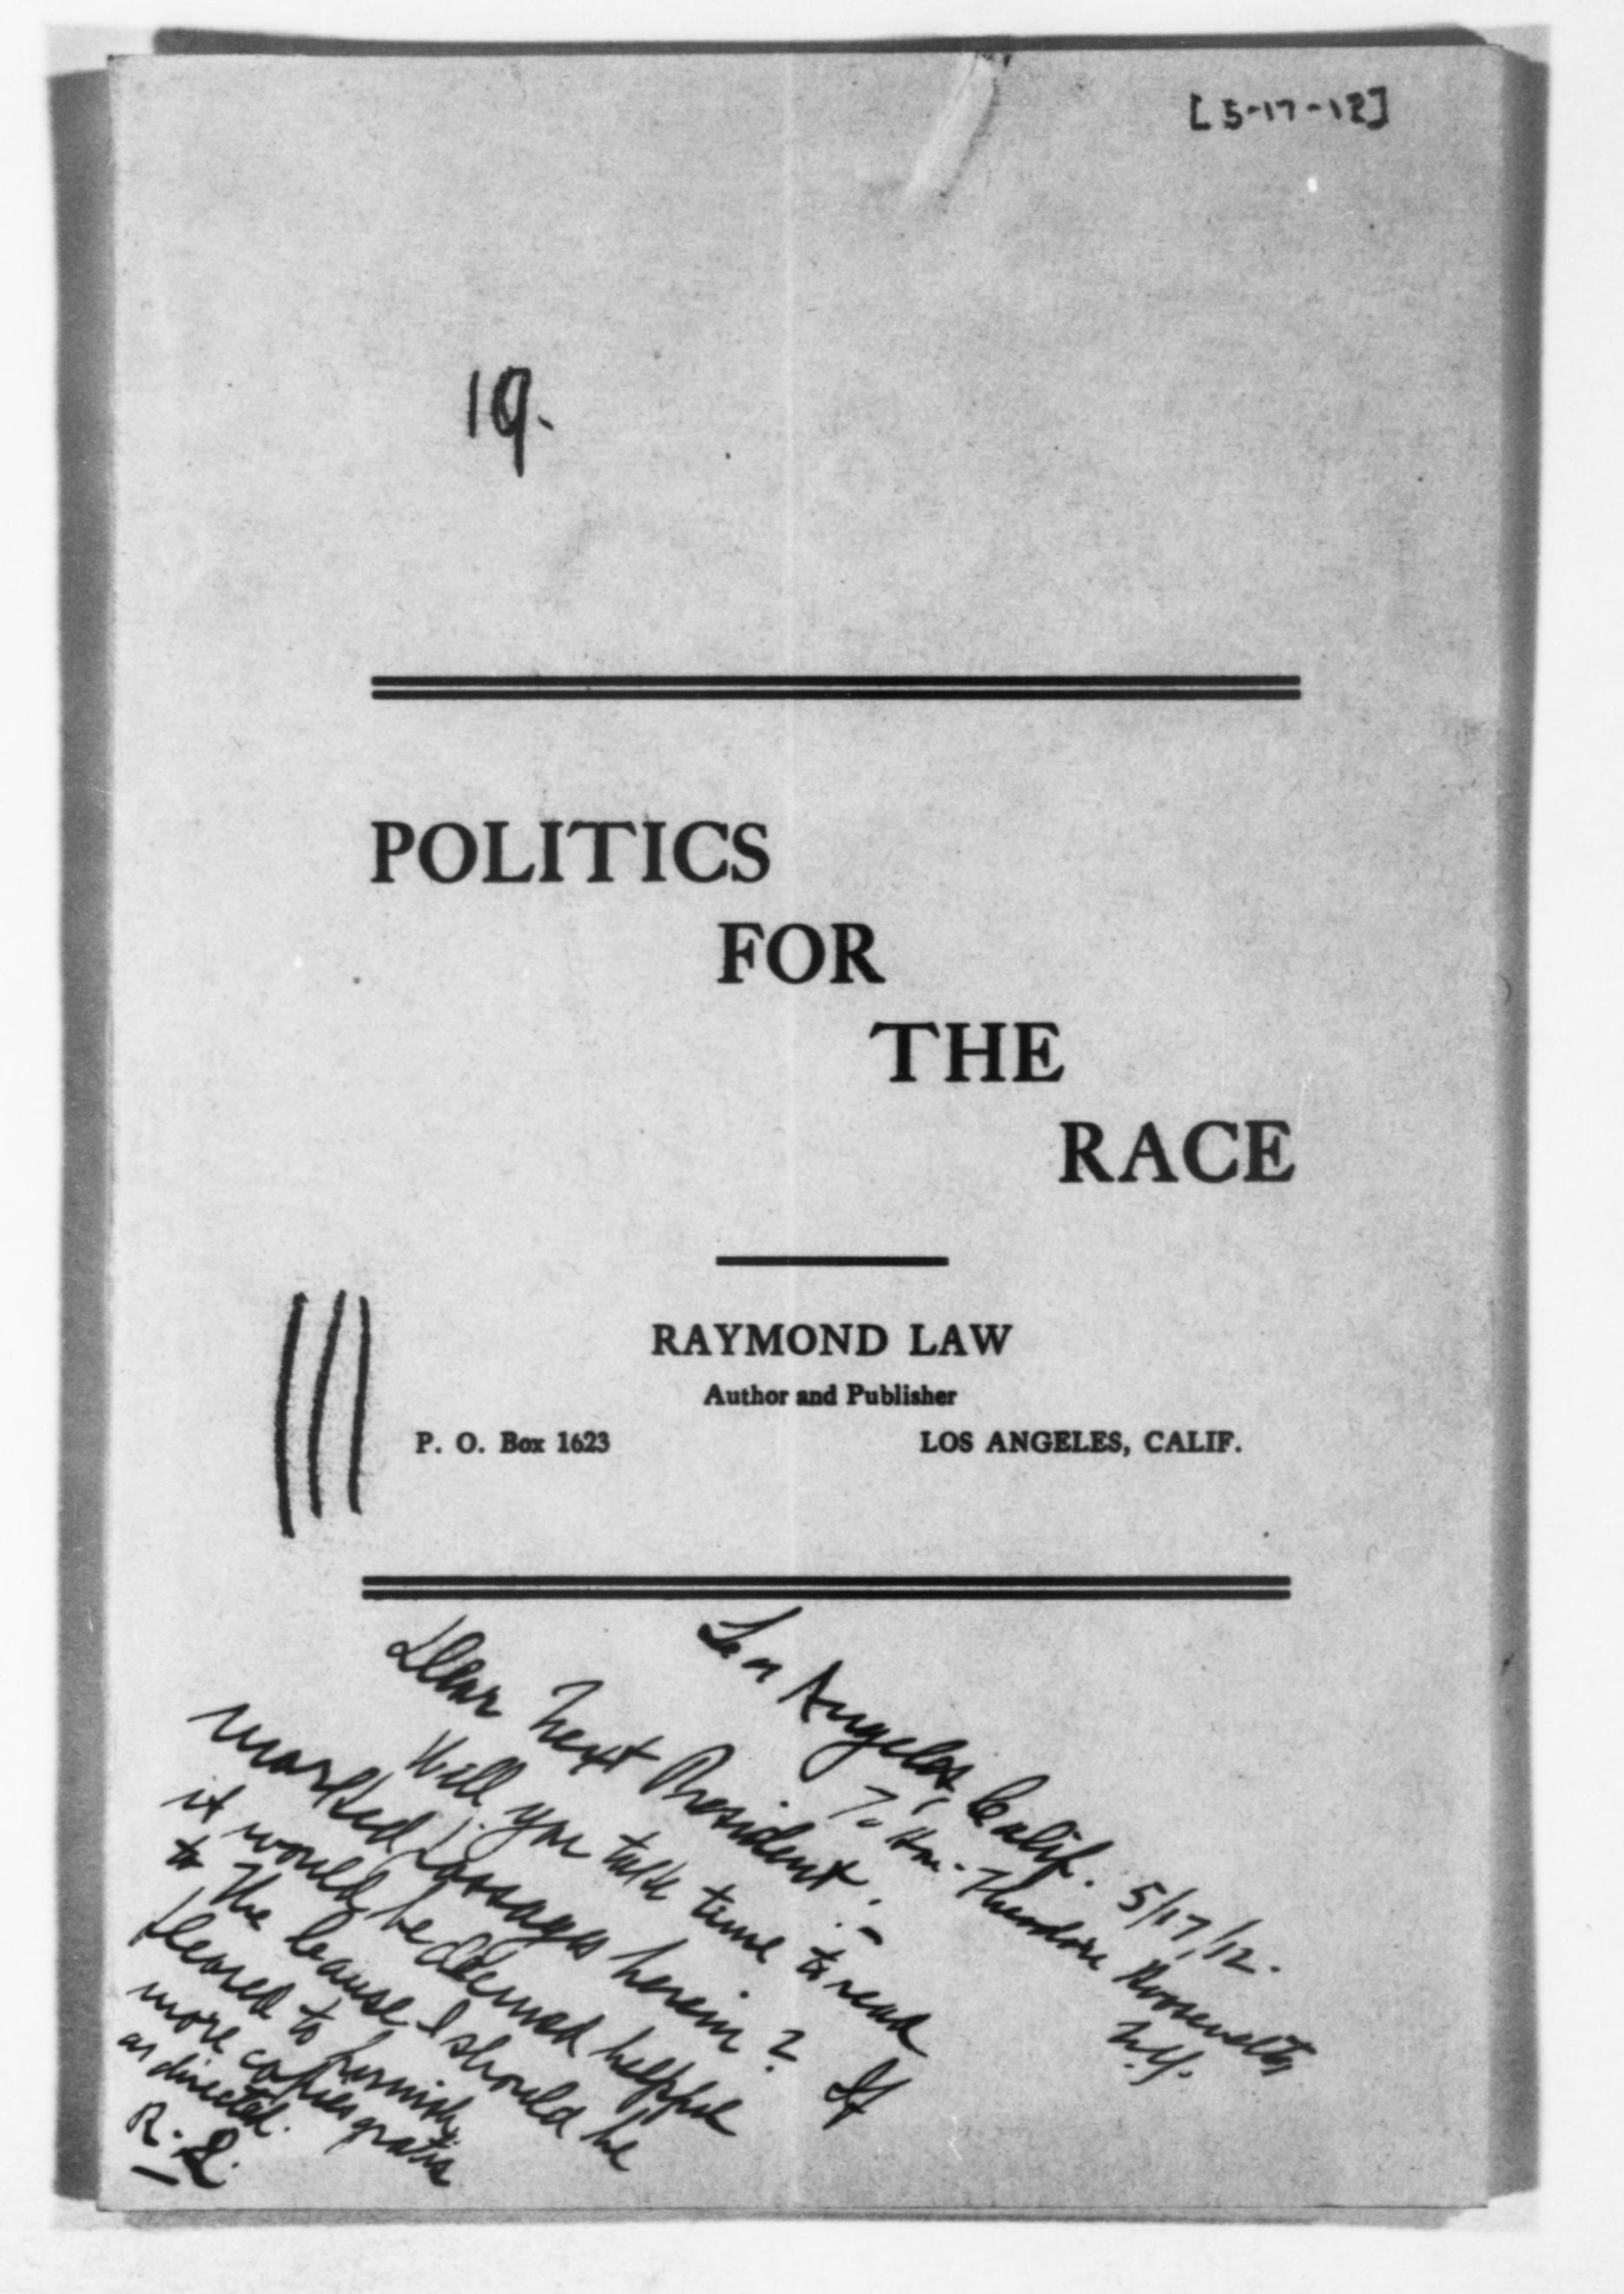 [5-17-12]
19.
POLITICS
FOR
THE
RACE
RAYMOND LAW
Author and Publisher
P. O. Box 1623 LOS ANGELES, CALIF.
Los Angeles, Calif. 5/17/12.
To Hon. Theodore Roosevelt,
N.Y.
Dear Next President:-
Will you take time to read
marked passages herein? If
it would be deemed helpful
to the cause I should be
pleased to furnish
more copies gratis
as directed.
R.L.